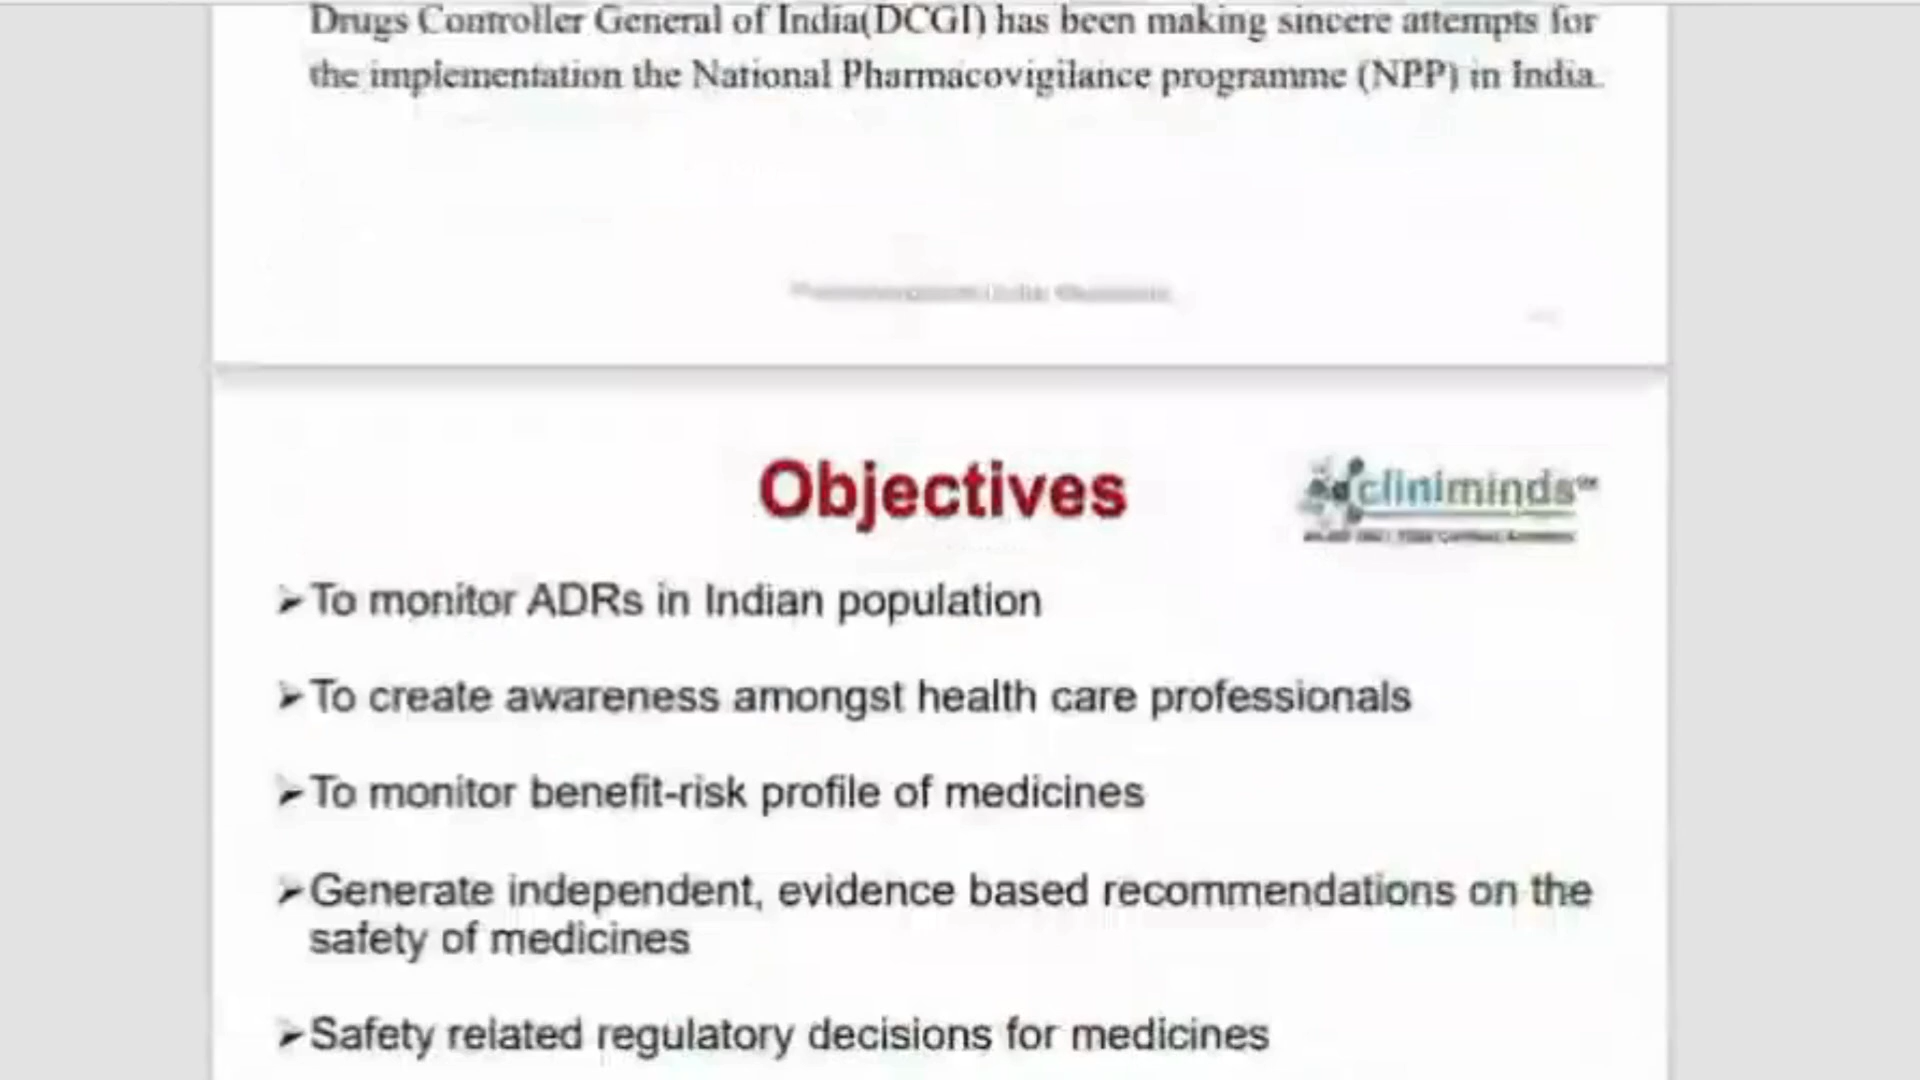 Drugs Controller General of India(DCGI) has been making sincere attempts for
the implementation the National Pharmacovigilance programme (NPP) in India.
Objectives
cliniminds
➢To monitor ADRs in Indian population
➢To create awareness amongst health care professionals
➢To monitor benefit-risk profile of medicines
➢Generate independent, evidence based recommendations on the
safety of medicines
➢Safety related regulatory decisions for medicines